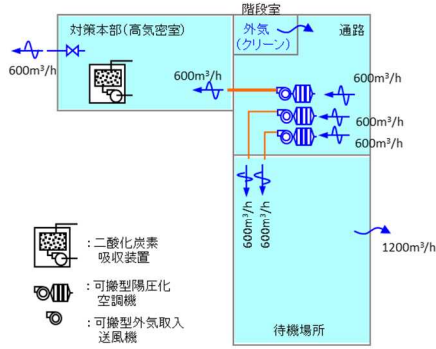 階段室
対策本部(高気密室)
外気
(クリーン)
通路
600m³/h
600m³/h
600m³/h
600m³/h
600m³/h
600m³/h
600m³/h
1200m³/h
:二酸化炭素
吸収装置
:可搬型陽圧化
空調機
:可搬型外気取入
送風機
待機場所